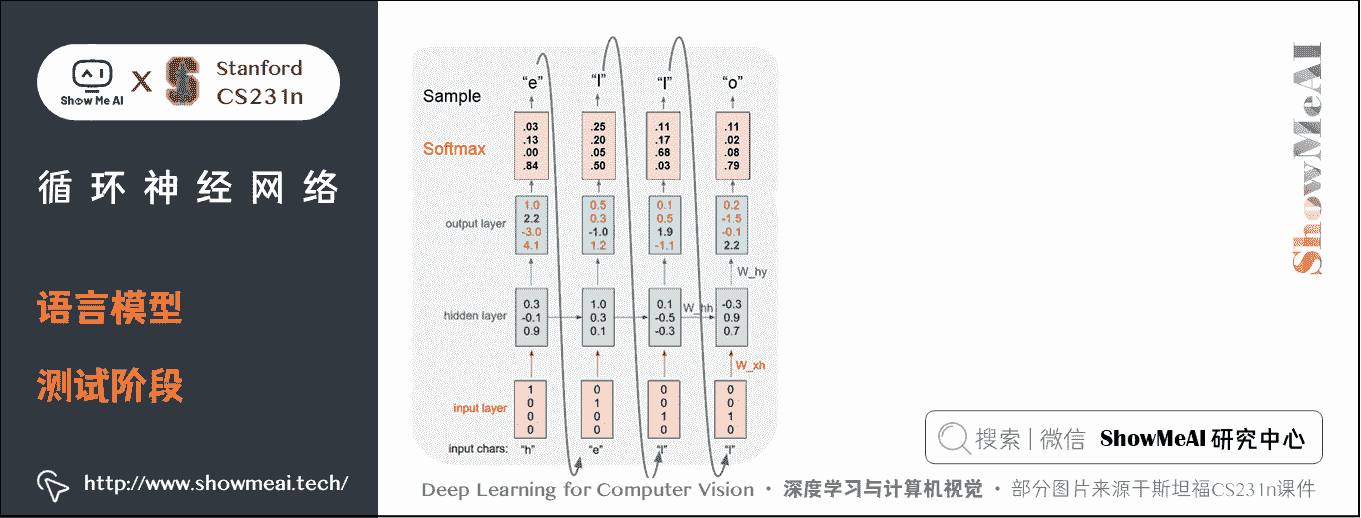 Show Me AI
X
Stanford
CS231n
循环神经网络
语言模型
测试阶段
http://www.showmeai.tech/
Sample
"e" "l" "l" "o"
Softmax
.03 .25 .11 .11
.13 .20 .17 .02
.00 .05 .68 .08
.84 .50 .03 .79
output layer
1.0 0.5 0.1 0.2
2.2 0.3 0.5 -1.5
-3.0 -1.0 1.9 -0.1
4.1 1.2 -1.1 2.2
W_hy
hidden layer
0.3 1.0 0.1 -0.3
-0.1 0.3 -0.5 0.9
0.9 0.1 -0.3 0.7
W_hh
W_xh
input layer
1 0 0 0
0 1 0 0
0 0 1 1
0 0 0 0
input chars: "h" "e" "l" "l"
ShowMeAI
搜索 | 微信 ShowMeAI 研究中心
Deep Learning for Computer Vision · 深度学习与计算机视觉 · 部分图片来源于斯坦福CS231n课件